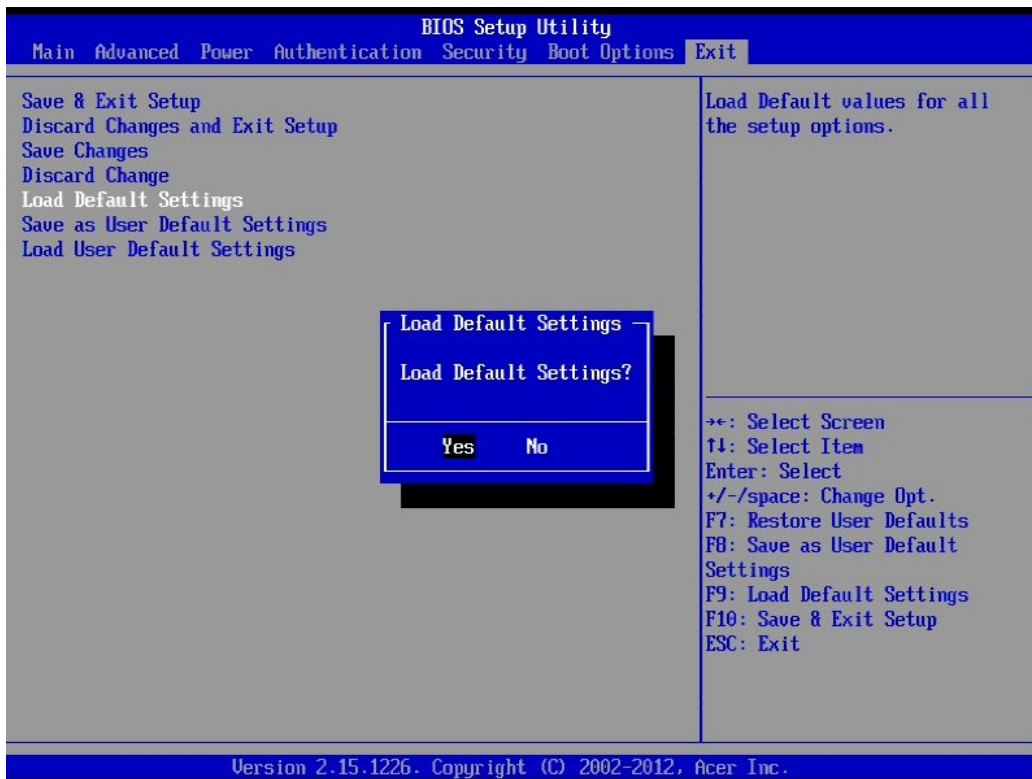 BIOS Setup Utility
Main Advanced Power Authentication Security Boot Options Exit
Save & Exit Setup
Discard Changes and Exit Setup
Save Changes
Discard Change
Load Default Settings
Save as User Default Settings
Load User Default Settings
Load Default values for all
the setup options.
Load Default Settings
Load Default Settings?
Yes No
→←: Select Screen
↑↓: Select Item
Enter: Select
+/-/space: Change Opt.
F7: Restore User Defaults
F8: Save as User Default
Settings
F9: Load Default Settings
F10: Save & Exit Setup
ESC: Exit
Version 2.15.1226. Copyright (C) 2002-2012, Acer Inc.